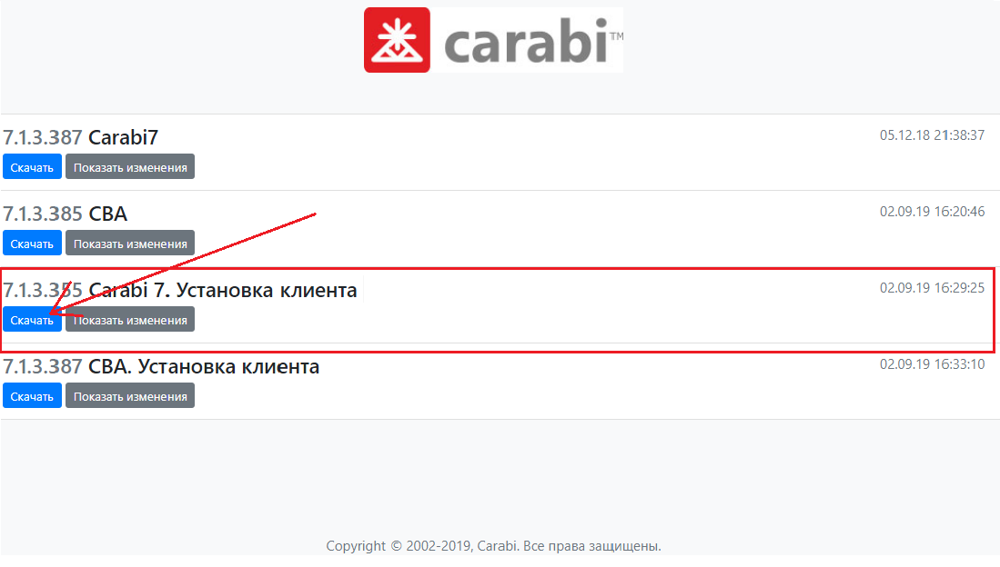 carabi™
7.1.3.387 Carabi7 05.12.18 21:38:37
Скачать Показать изменения
7.1.3.385 CBA 02.09.19 16:20:46
Скачать Показать изменения
7.1.3.355 Carabi 7. Установка клиента 02.09.19 16:29:25
Скачать Показать изменения
7.1.3.387 CBA. Установка клиента 02.09.19 16:33:10
Скачать Показать изменения
Copyright © 2002-2019, Carabi. Все права защищены.